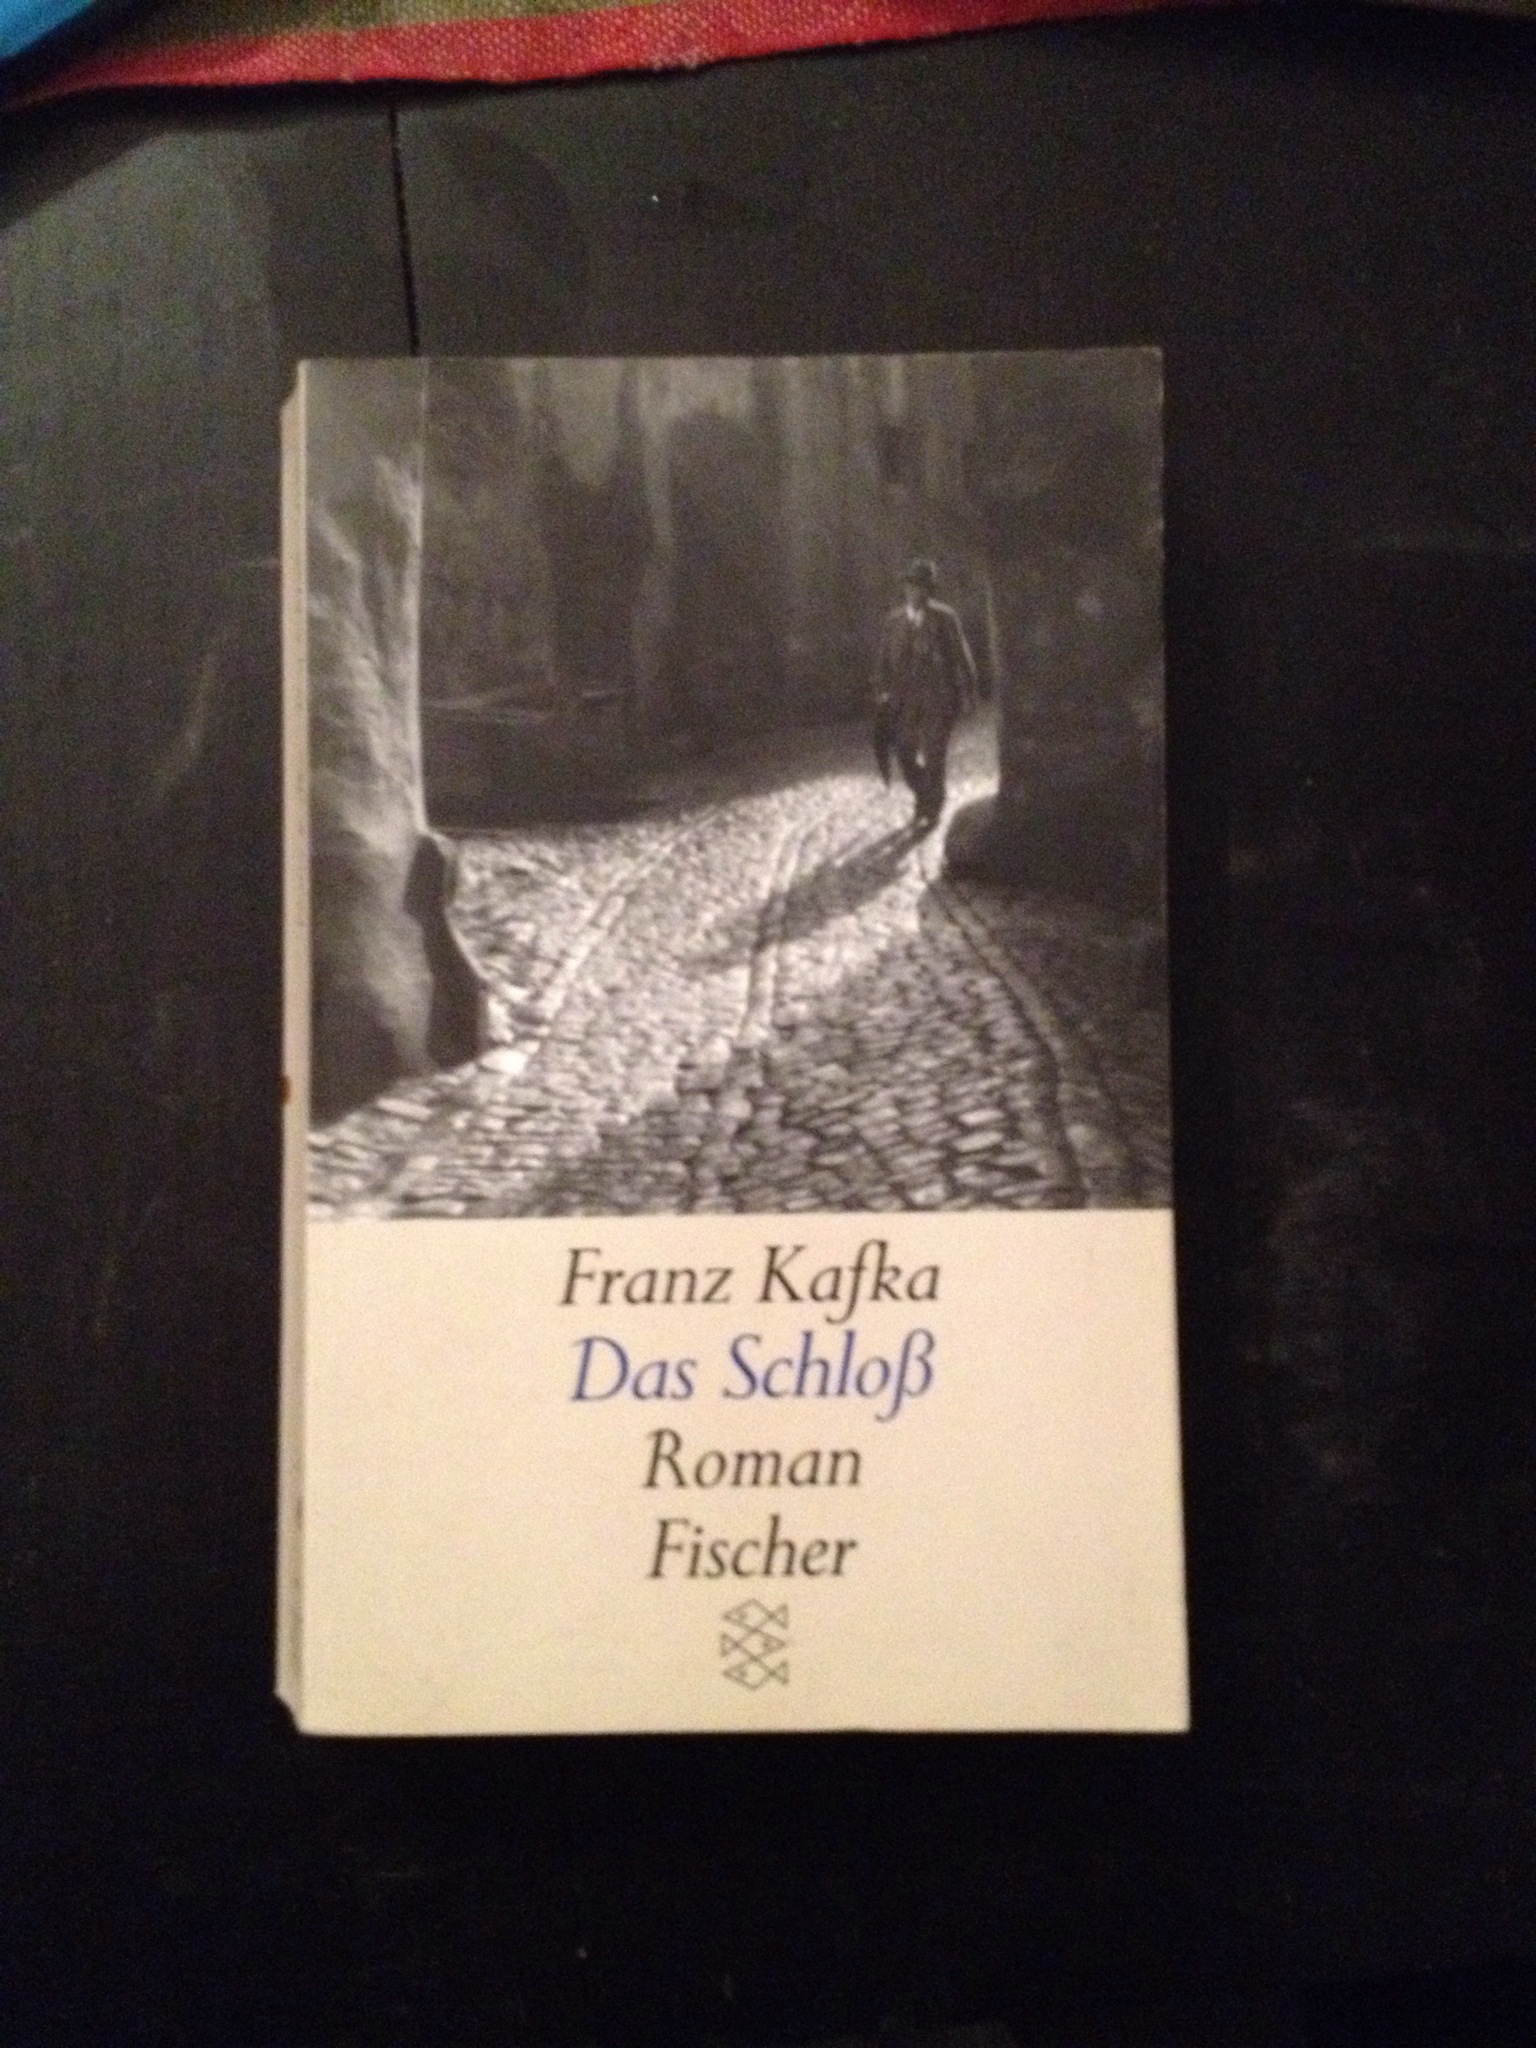 Franz Kafka
Das Schloß
Roman
Fischer